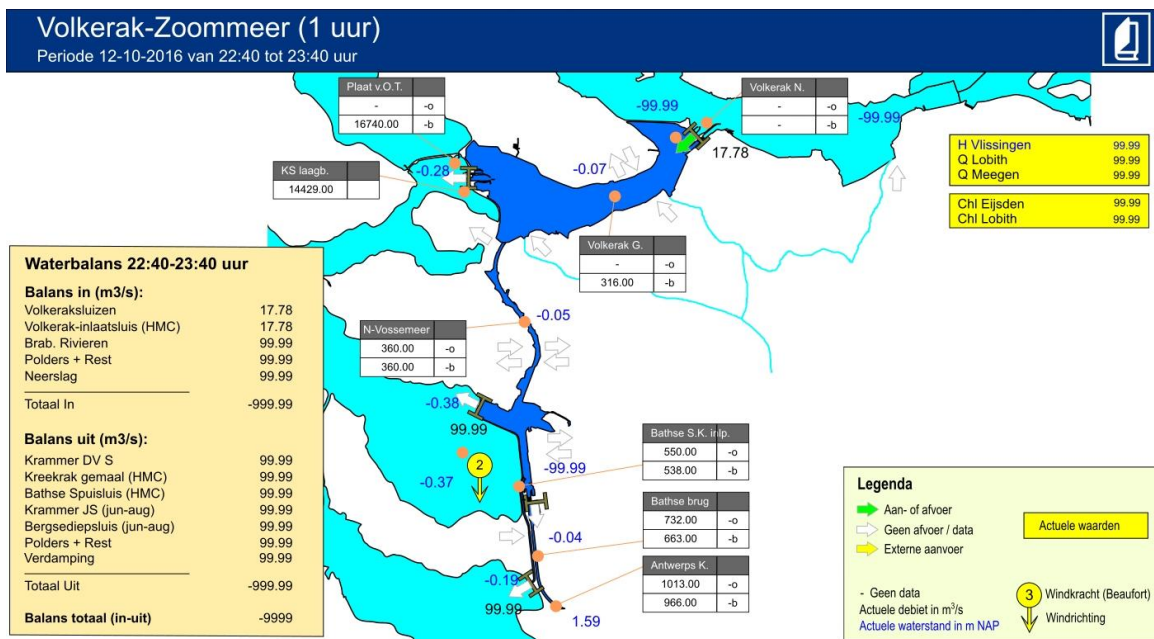 Volkerak-Zoommeer (1 uur)
Periode 12-10-2016 van 22:40 tot 23:40 uur
Plaat v.O.T.
- -o
16740.00 -b
-99.99
Volkerak N.
- -o
- -b
-99.99
17.78
H Vlissingen 99.99
Q Lobith 99.99
Q Meegen 99.99
Chl Eijsden 99.99
Chl Lobith 99.99
KS laagb.
14429.00
-0.28
-0.07
Volkerak G.
- -o
316.00 -b
Waterbalans 22:40-23:40 uur
Balans in (m3/s):
Volkeraksluizen 17.78
Volkerak-inlaatsluis (HMC) 17.78
Brab. Rivieren 99.99
Polders + Rest 99.99
Neerslag 99.99
Totaal In -999.99
Balans uit (m3/s):
Krammer DV S 99.99
Kreekrak gemaal (HMC) 99.99
Bathse Spuisluis (HMC) 99.99
Krammer JS (jun-aug) 99.99
Bergsediepsluis (jun-aug) 99.99
Polders + Rest 99.99
Verdamping 99.99
Totaal Uit -999.99
Balans totaal (in-uit) -9999
N-Vossemeer
360.00 -o
360.00 -b
-0.05
-0.38
99.99
2
-0.37
-99.99
Bathse S.K. inlp.
550.00 -o
538.00 -b
Bathse brug
732.00 -o
663.00 -b
-0.04
Antwerps K.
1013.00 -o
966.00 -b
-0.19
99.99
1.59
Legenda
Aan- of afvoer
Geen afvoer / data
Externe aanvoer
Actuele waarden
- Geen data
Actuele debiet in m³/s
Actuele waterstand in m NAP
3 Windkracht (Beaufort)
Windrichting